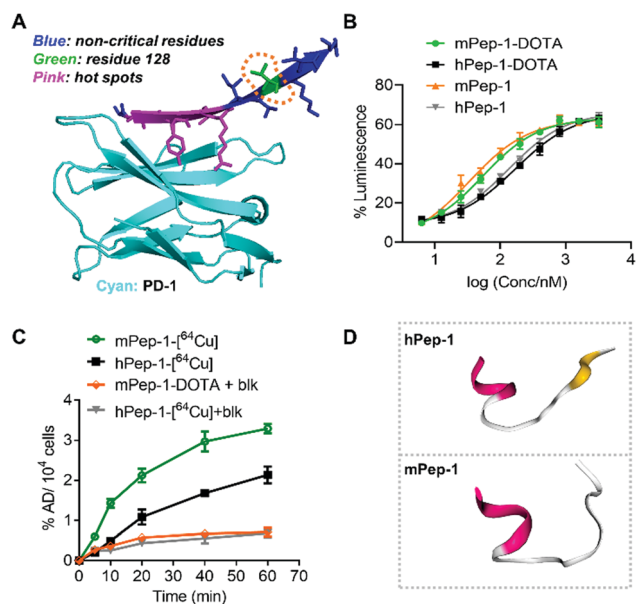 A
Blue: non-critical residues
Green: residue 128
Pink: hot spots
Cyan: PD-1
B
mPep-1-DOTA
hPep-1-DOTA
mPep-1
hPep-1
% Luminescence
80
60
40
20
0
1
2
3
4
log (Conc/nM)
C
mPep-1-[⁶⁴Cu]
hPep-1-[⁶⁴Cu]
mPep-1-DOTA + blk
hPep-1-[⁶⁴Cu]+blk
% AD/ 10⁴ cells
4
3
2
1
0
0 10 20 30 40 50 60 70
Time (min)
D
hPep-1
mPep-1